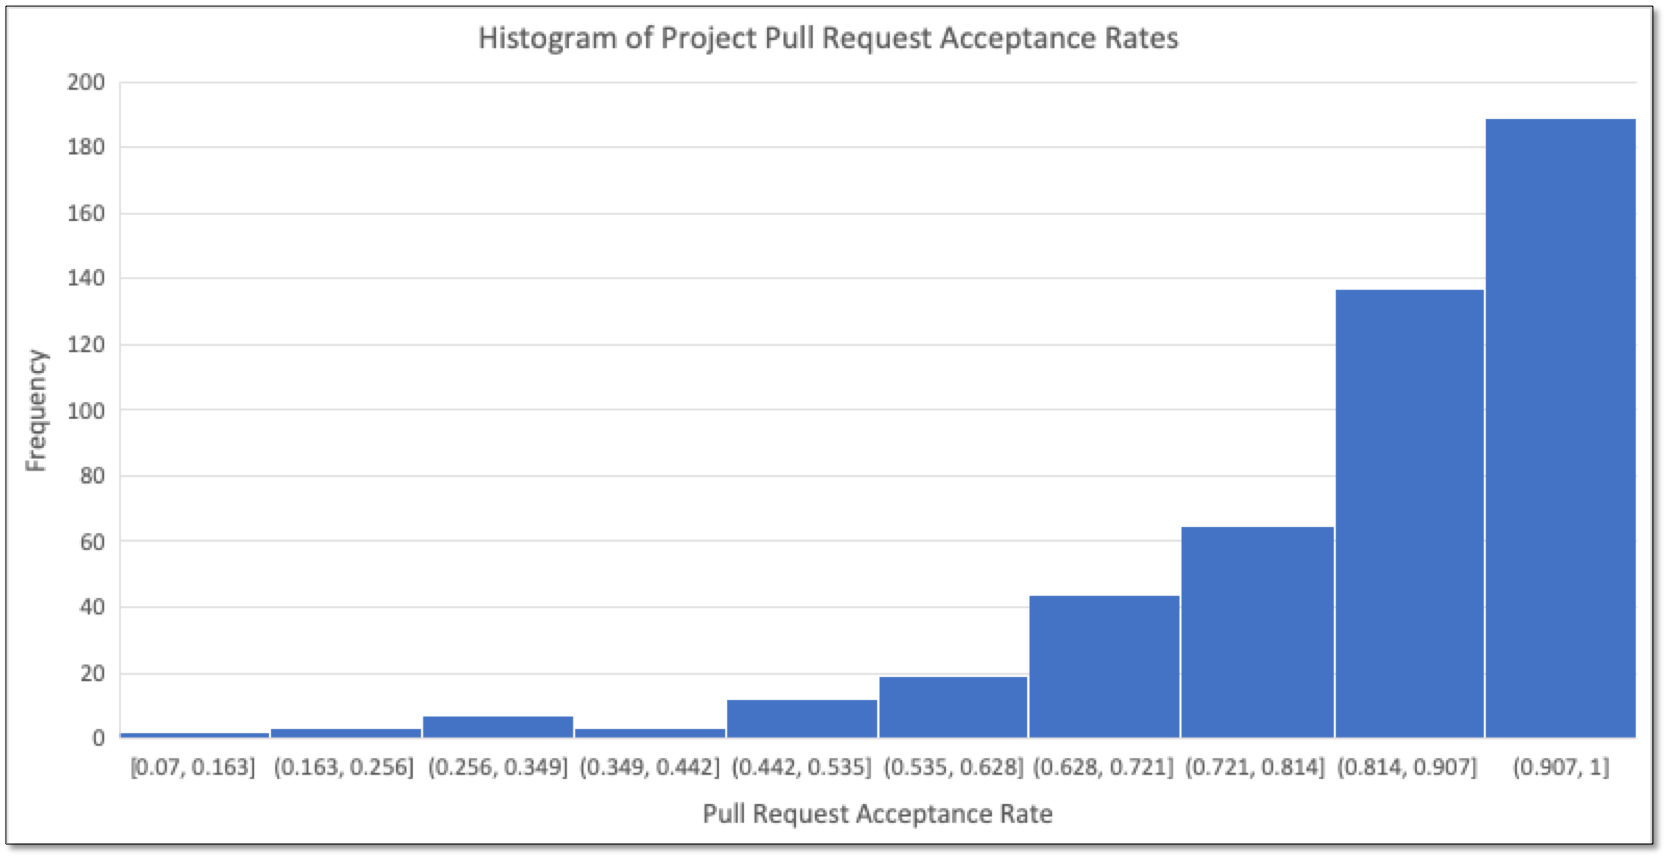 Histogram of Project Pull Request Acceptance Rates
200
180
160
140
120
100
80
60
40
20
0
Frequency
[0.07, 0.163] (0.163, 0.256] (0.256, 0.349] (0.349, 0.442] (0.442, 0.535] (0.535, 0.628] (0.628, 0.721] (0.721, 0.814] (0.814, 0.907] (0.907, 1]
Pull Request Acceptance Rate